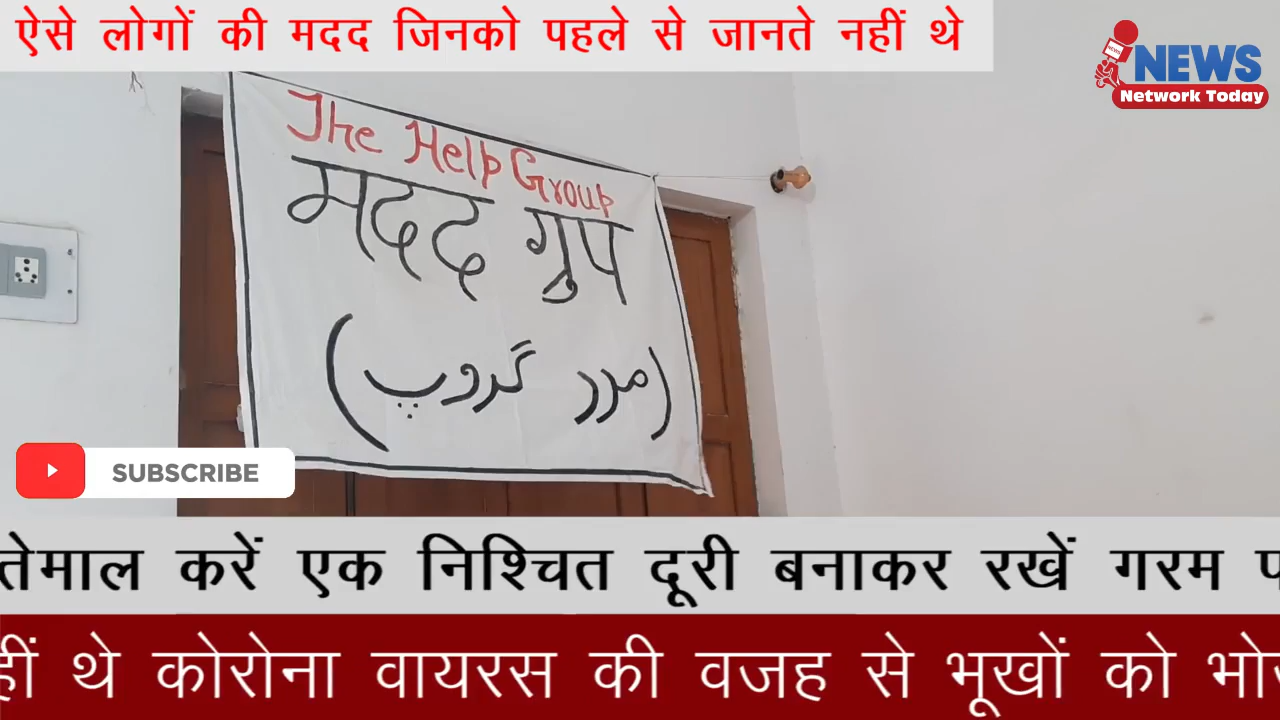 ऐसे लोगों की मदद जिनको पहले से जानते नहीं थे
NEWS
NEWS
Network Today
The Help Group
मदद ग्रुप
(مدد گروپ)
SUBSCRIBE
तेमाल करें एक निश्चित दूरी बनाकर रखें गरम
थे कोरोना वायरस की वजह से भूखों को